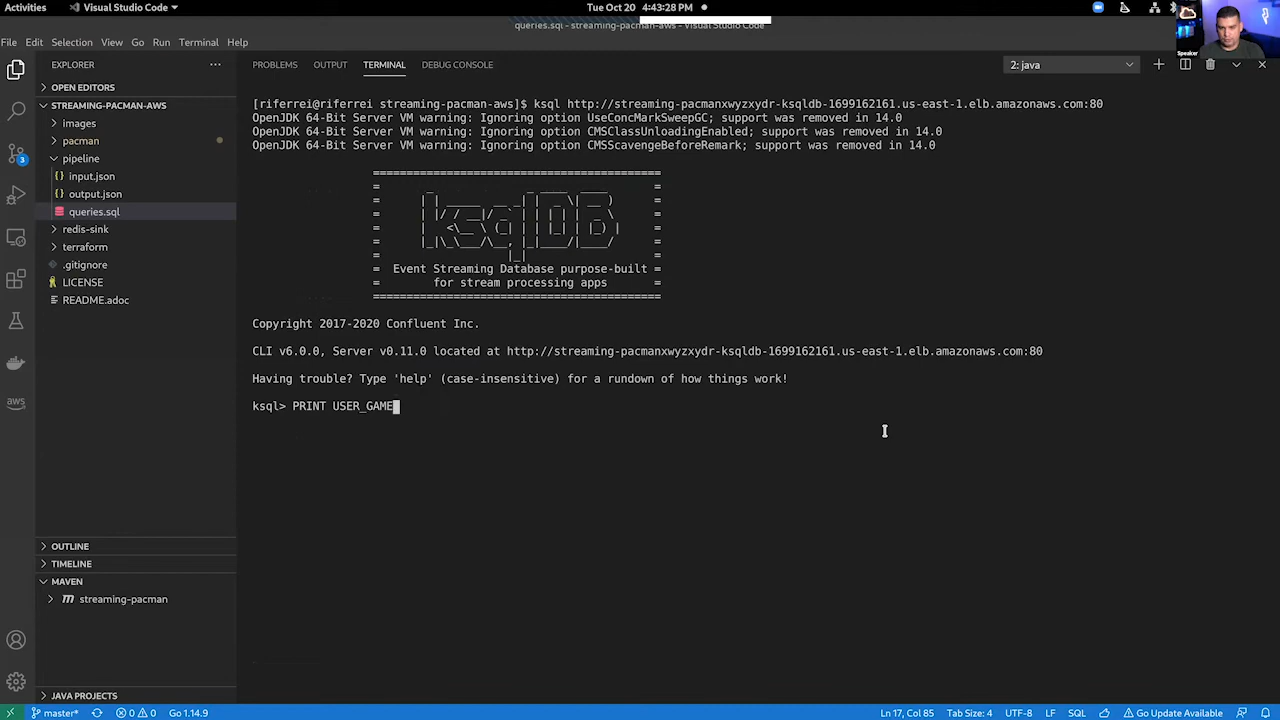 Activities
Visual Studio Code
Tue Oct 20 4:43:28 PM
queries.sql - streaming-pacman-aws - Visual Studio Code
File Edit Selection View Go Run Terminal Help
Speaker
EXPLORER
PROBLEMS OUTPUT TERMINAL DEBUG CONSOLE
2: java
OPEN EDITORS
STREAMING-PACMAN-AWS
images
pacman
pipeline
input.json
output.json
queries.sql
redis-sink
terraform
.gitignore
LICENSE
README.adoc
OUTLINE
TIMELINE
MAVEN
streaming-pacman
JAVA PROJECTS
3
aws
[riferrei@riferrei streaming-pacman-aws]$ ksql http://streaming-pacmanxwyzxydr-ksqldb-1699162161.us-east-1.elb.amazonaws.com:80
OpenJDK 64-Bit Server VM warning: Ignoring option UseConcMarkSweepGC; support was removed in 14.0
OpenJDK 64-Bit Server VM warning: Ignoring option CMSClassUnloadingEnabled; support was removed in 14.0
OpenJDK 64-Bit Server VM warning: Ignoring option CMSScavengeBeforeRemark; support was removed in 14.0
ksqlDB
= Event Streaming Database purpose-built =
= for stream processing apps =
Copyright 2017-2020 Confluent Inc.
CLI v6.0.0, Server v0.11.0 located at http://streaming-pacmanxwyzxydr-ksqldb-1699162161.us-east-1.elb.amazonaws.com:80
Having trouble? Type 'help' (case-insensitive) for a rundown of how things work!
ksql> PRINT USER_GAME
master* 0 0 Go 1.14.9
Ln 17, Col 85 Tab Size: 4 UTF-8 LF SQL Go Update Available